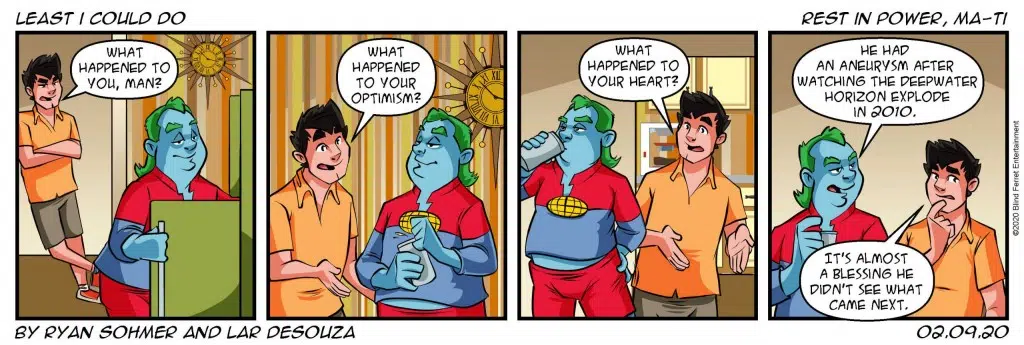 LEAST I COULD DO
REST IN POWER, MA-TI
WHAT
HAPPENED TO
YOU, MAN?
WHAT
HAPPENED
TO YOUR
OPTIMISM?
XII
WHAT
HAPPENED TO
YOUR HEART?
HE HAD
AN ANEURYSM AFTER
WATCHING THE DEEPWATER
HORIZON EXPLODE
IN 2010.
IT'S ALMOST
A BLESSING HE
DIDN'T SEE WHAT
CAME NEXT.
©2020 Blind Ferret Entertainment
BY RYAN SOHMER AND LAR DESOUZA
02.09.20